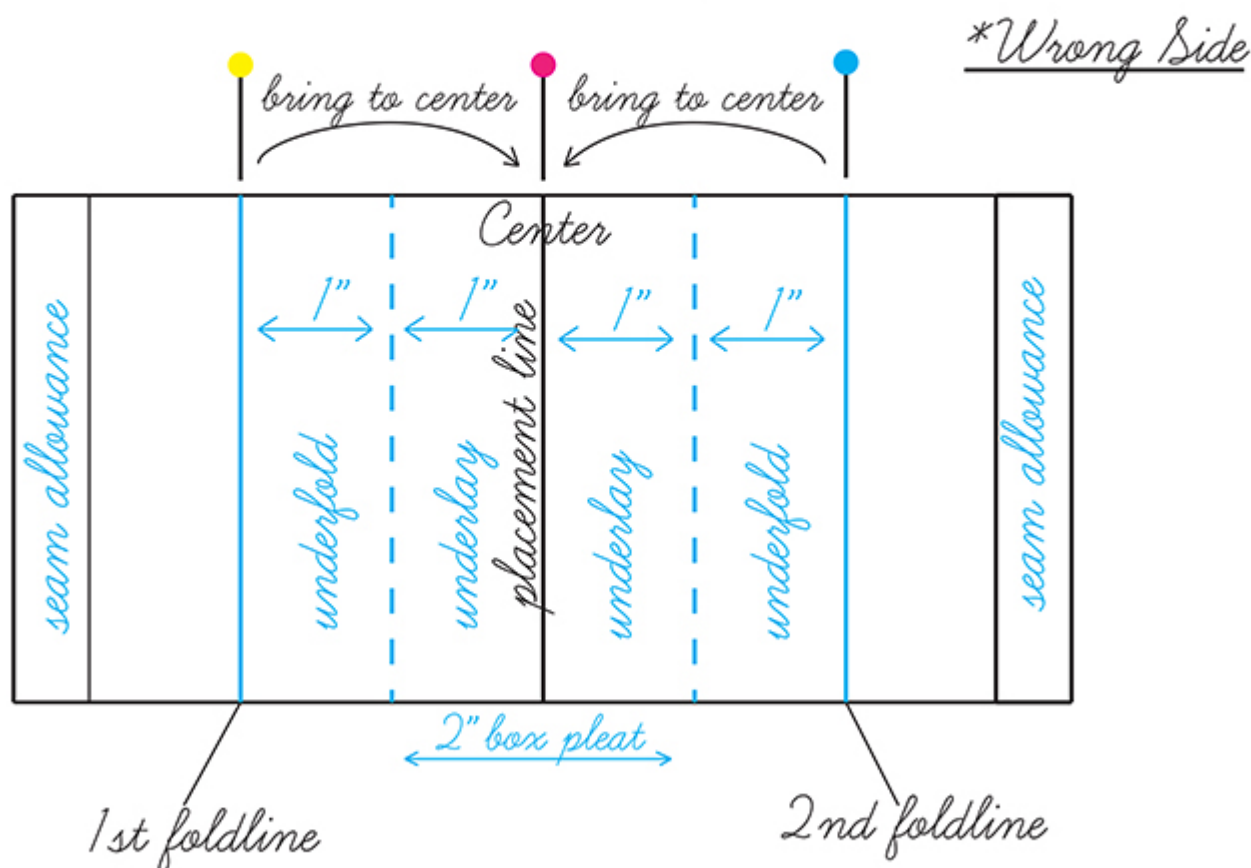 *Wrong Side
bring to center
bring to center
Center
1"
1"
1"
1"
seam allowance
underfold
underlay
placement line
underlay
underfold
seam allowance
2" box pleat
1st foldline
2nd foldline